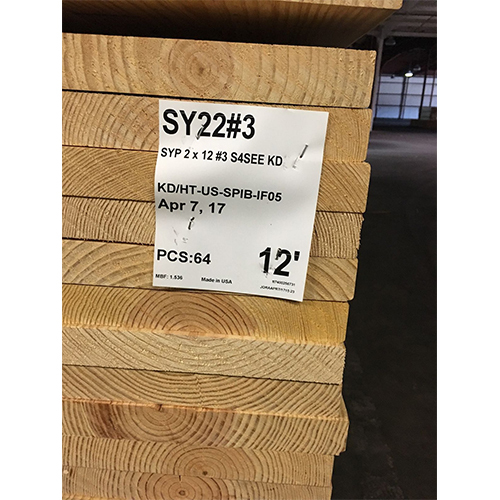 SY22#3
SYP 2 x 12 #3 S4SEE KD
KD/HT-US-SPIB-IF05
Apr 7, 17
PCS:64
12'
MBF: 1.536
Made in USA